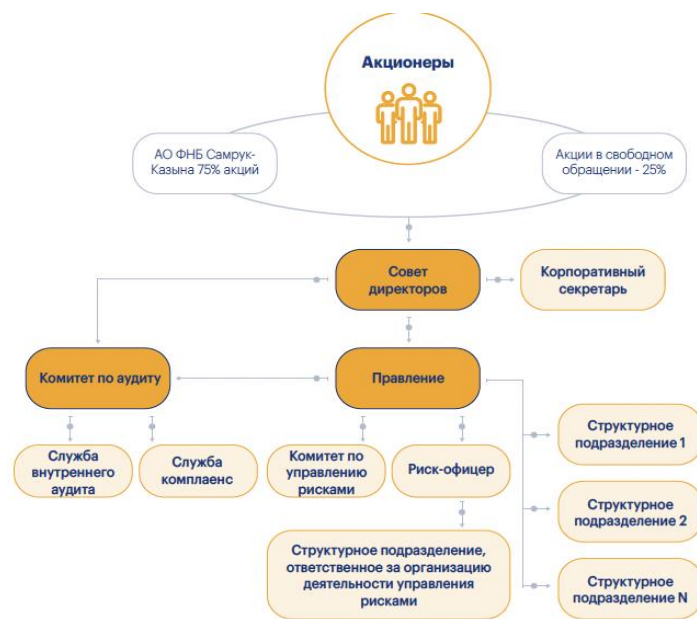 Акционеры
АО ФНБ Самрук-
Казына 75% акций
Акции в свободном
обращении - 25%
Совет
директоров
Корпоративный
секретарь
Комитет по аудиту
Правление
Служба
внутреннего
аудита
Служба
комплаенс
Комитет по
управлению
рисками
Риск-офицер
Структурное
подразделение 1
Структурное
подразделение 2
Структурное подразделение,
ответственное за организацию
деятельности управления
рисками
Структурное
подразделение N